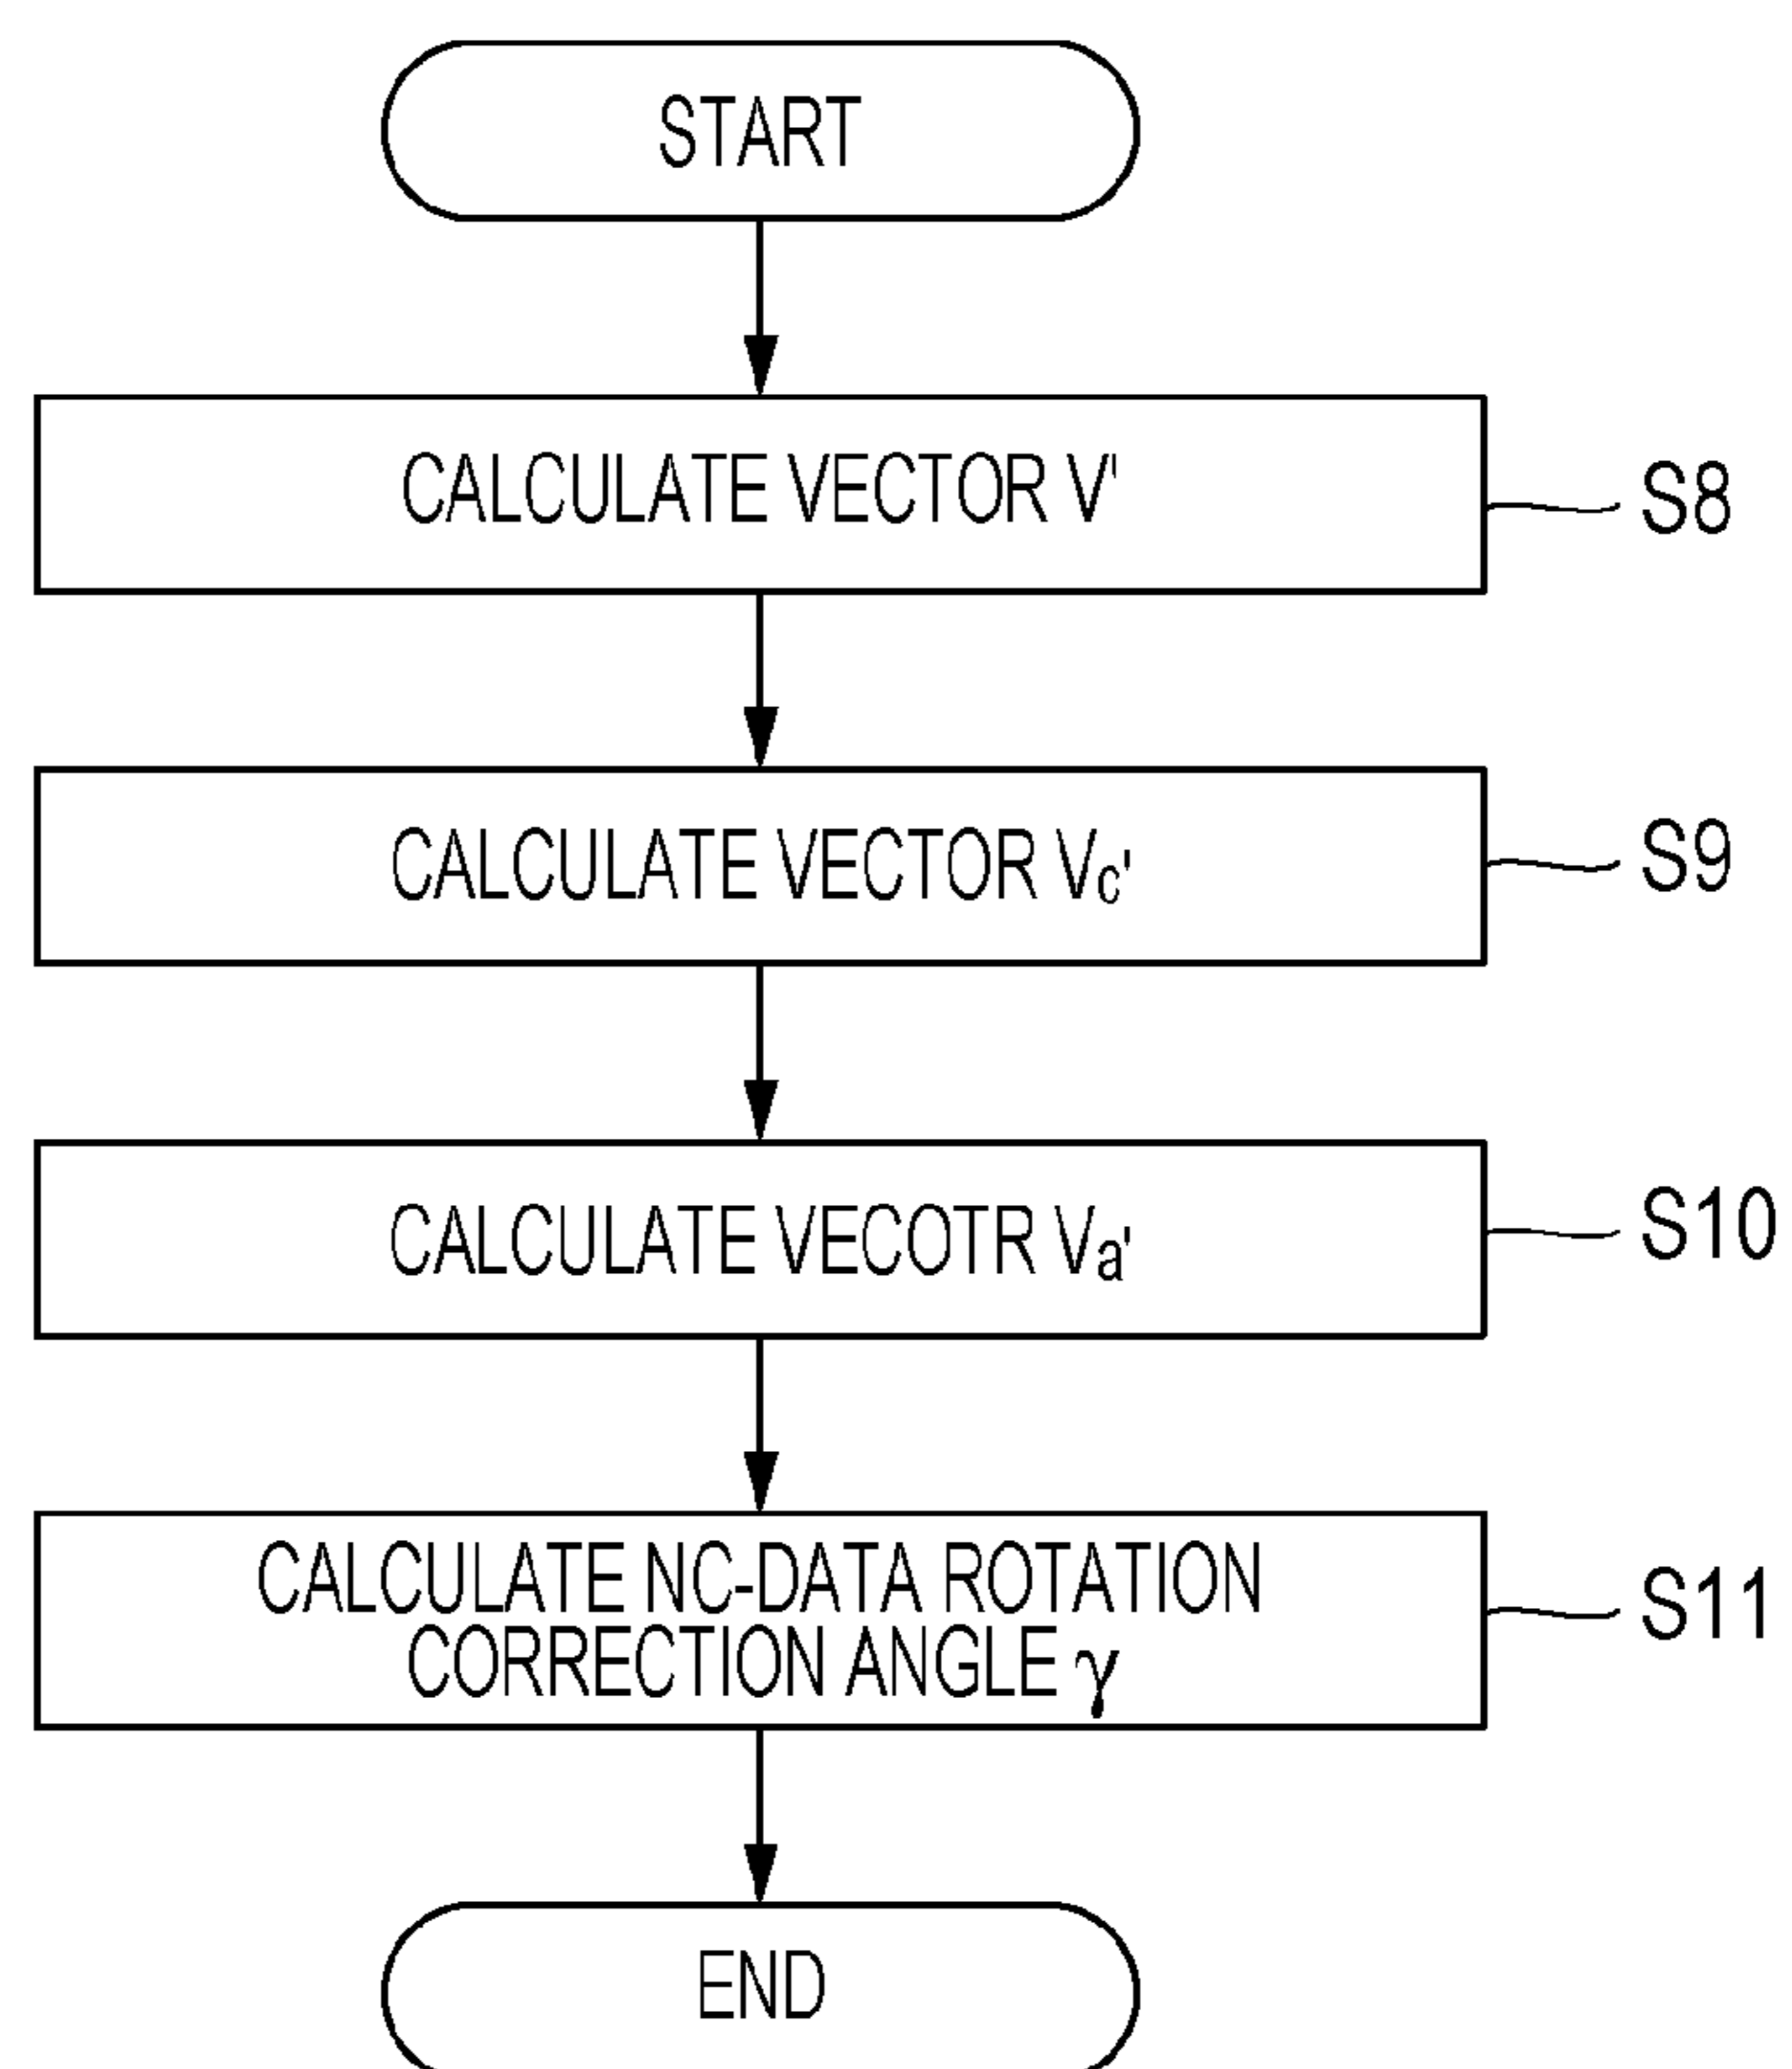 START
CALCULATE VECTOR V'
S8
CALCULATE VECTOR Vc'
S9
CALCULATE VECOTR Va'
S10
CALCULATE NC-DATA ROTATION
CORRECTION ANGLE γ
S11
END